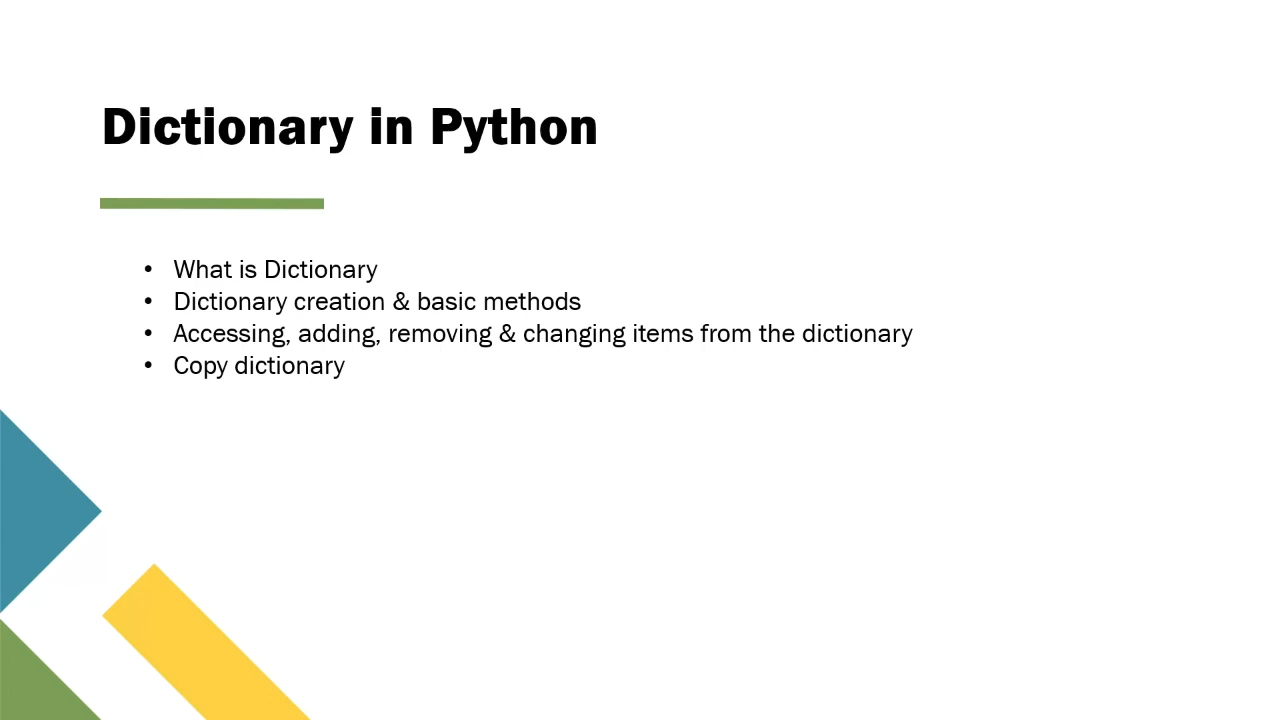 Dictionary in Python
• What is Dictionary
• Dictionary creation & basic methods
• Accessing, adding, removing & changing items from the dictionary
• Copy dictionary